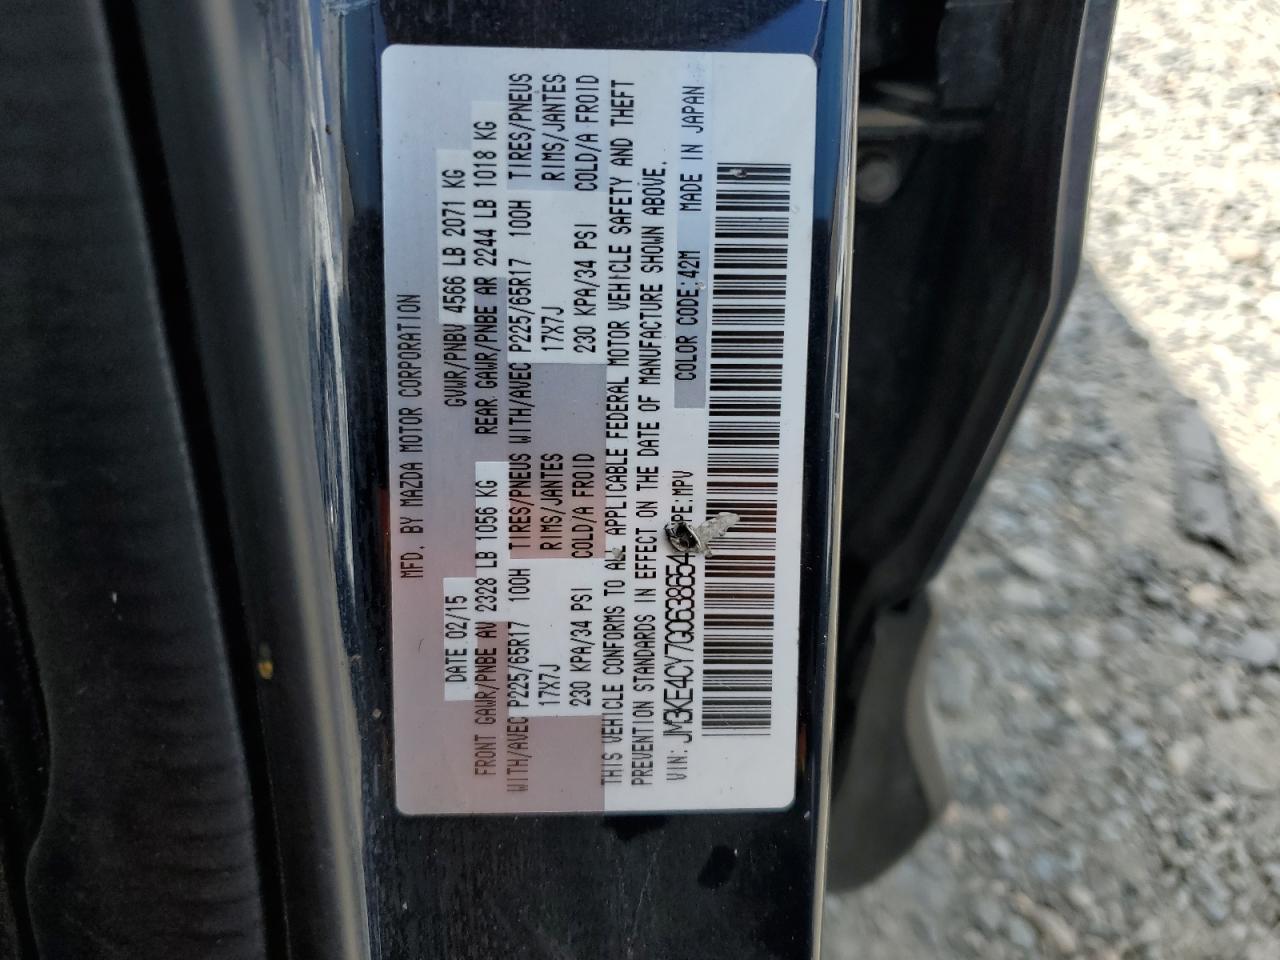 MFD. BY MAZDA MOTOR CORPORATION
DATE 02/15 GVWR/PNBV 4566 LB 2071 KG
FRONT GAWR/PNBE AV 2328 LB 1056 KG REAR GAWR/PNBE AR 2244 LB 1018 KG
WITH/AVEC P225/65R17 100H TIRES/PNEUS WITH/AVEC P225/65R17 100H TIRES/PNEUS
17X7J RIMS/JANTES 17X7J RIMS/JANTES
230 KPA/34 PSI COLD/A FROID 230 KPA/34 PSI COLD/A FROID
THIS VEHICLE CONFORMS TO ALL APPLICABLE FEDERAL MOTOR VEHICLE SAFETY AND THEFT
PREVENTION STANDARDS IN EFFECT ON THE DATE OF MANUFACTURE SHOWN ABOVE.
VIN: MPV COLOR CODE:42M MADE IN JAPAN